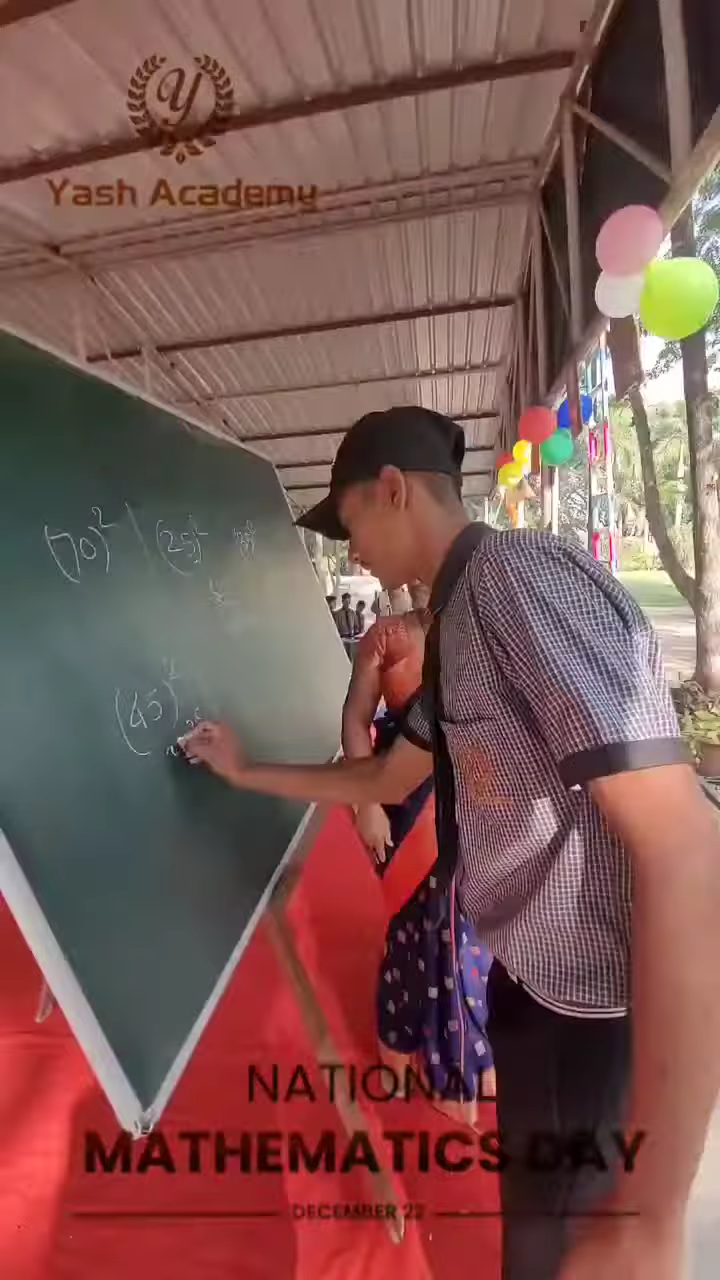 Y
Yash Academy
(70)² (25)²
(45)²
NATIONAL
MATHEMATICS DAY
DECEMBER 22